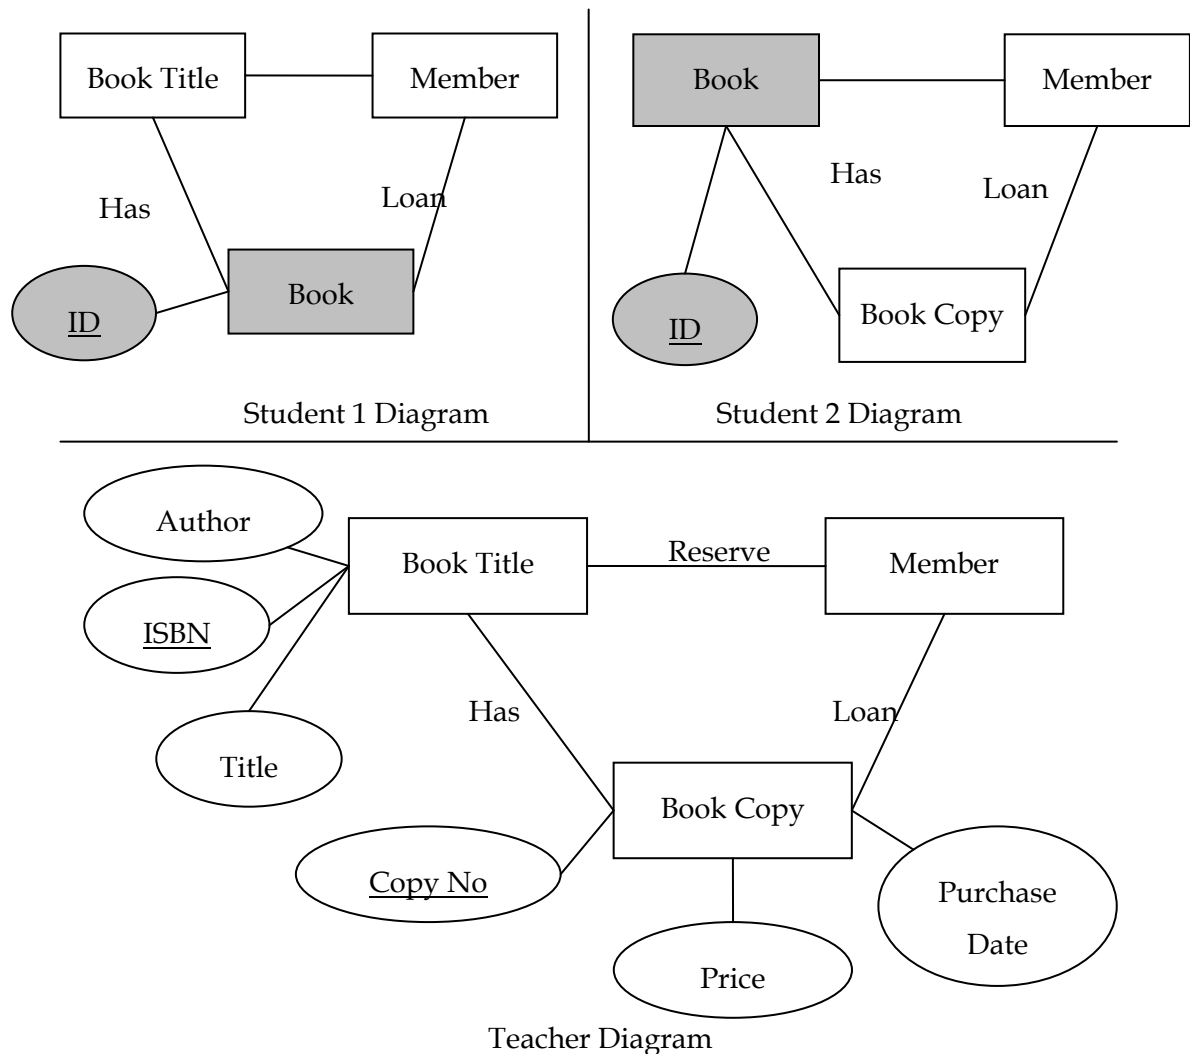 Book Title
Member
Has
Loan
ID
Book
Student 1 Diagram
Book
Member
Has
Loan
ID
Book Copy
Student 2 Diagram
Author
Book Title
Reserve
Member
ISBN
Title
Has
Loan
Book Copy
Copy No
Price
Purchase
Date
Teacher Diagram